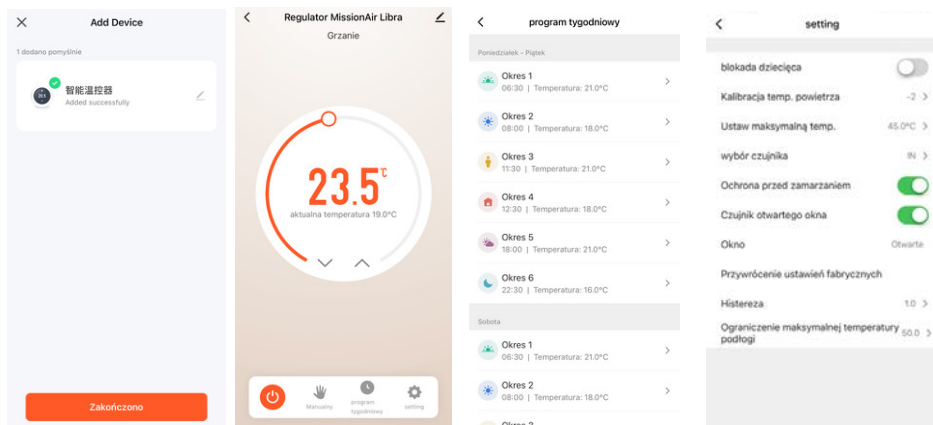 Add Device
1 dodano pomyślnie
智能温控器
Added successfully
Zakończono
Regulator MissionAir Libra
Grzanie
23.5℃
aktualna temperatura 19.0°C
Manualny
program tygodniowy
setting
program tygodniowy
Poniedziałek - Piątek
Okres 1
06:30 | Temperatura: 21.0°C
Okres 2
08:00 | Temperatura: 18.0°C
Okres 3
11:30 | Temperatura: 21.0°C
Okres 4
12:30 | Temperatura: 18.0°C
Okres 5
18:00 | Temperatura: 21.0°C
Okres 6
22:30 | Temperatura: 16.0°C
Sobota
Okres 1
06:30 | Temperatura: 21.0°C
Okres 2
08:00 | Temperatura: 18.0°C
Okres 3
setting
blokada dziecięca
Kalibracja temp. powietrza -2
Ustaw maksymalną temp. 45.0°C
wybór czujnika IN
Ochrona przed zamarzaniem
Czujnik otwartego okna
Okno Otwarte
Przywrócenie ustawień fabrycznych
Histereza 1.0
Ograniczenie maksymalnej temperatury 50.0
podłogi